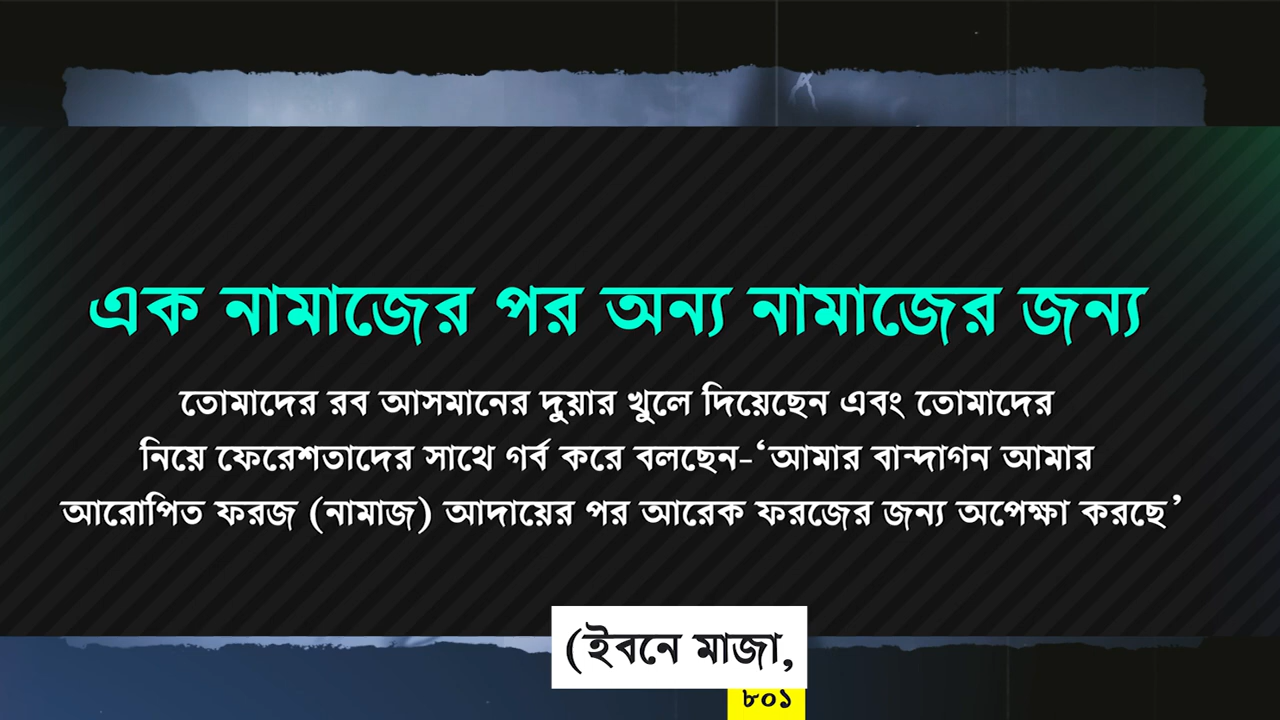 এক নামাজের পর অন্য নামাজের জন্য
তোমাদের রব আসমানের দুয়ার খুলে দিয়েছেন এবং তোমাদের
নিয়ে ফেরেশতাদের সাথে গর্ব করে বলছেন-‘আমার বান্দাগন আমার
আরোপিত ফরজ (নামাজ) আদায়ের পর আরেক ফরজের জন্য অপেক্ষা করছে’
(ইবনে মাজা,
৮০১